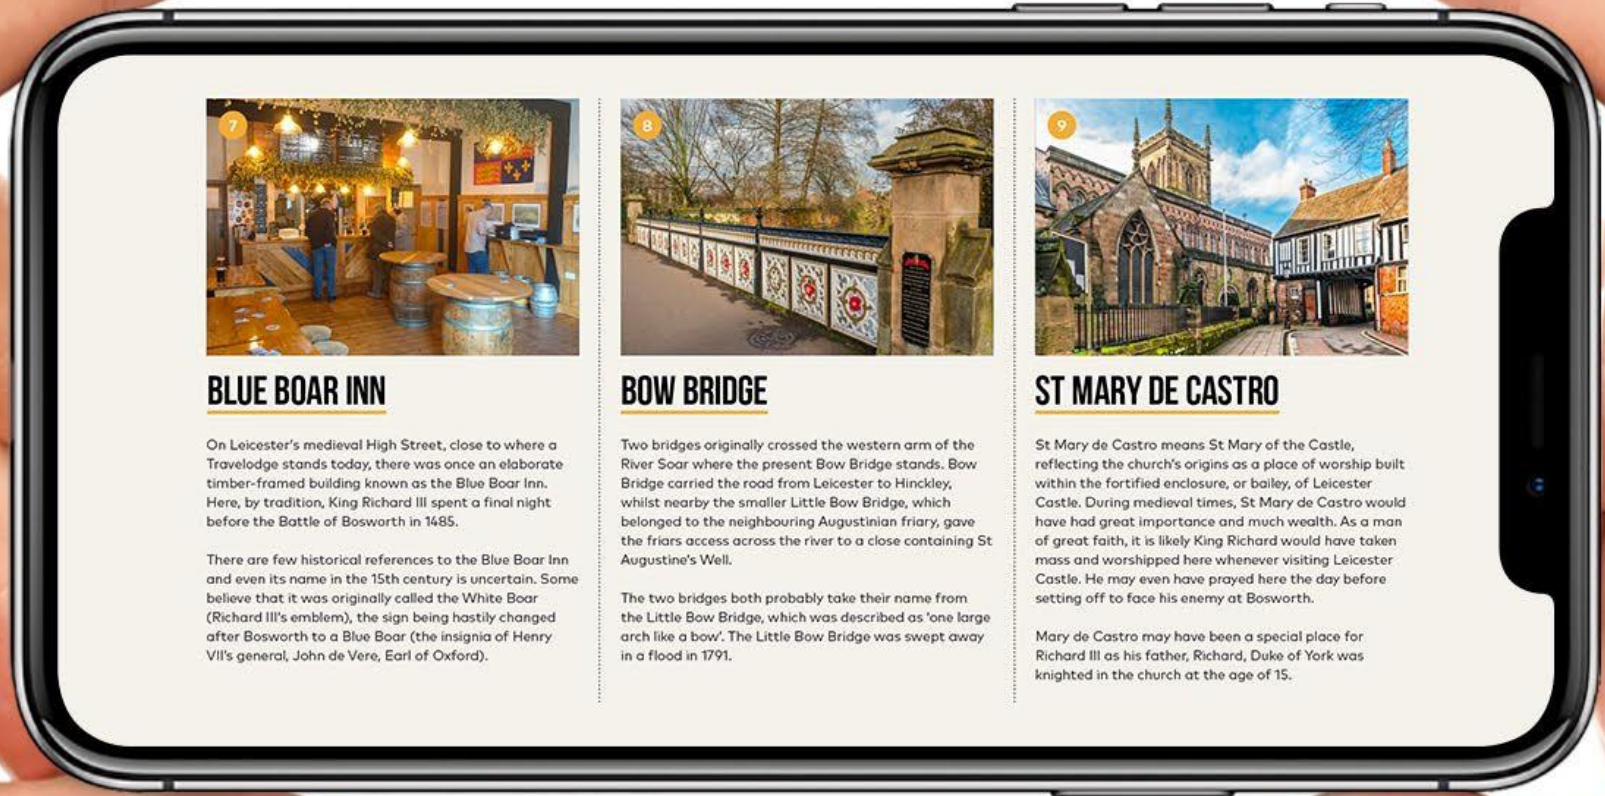 7
BLUE BOAR INN
On Leicester's medieval High Street, close to where a
Travelodge stands today, there was once an elaborate
timber-framed building known as the Blue Boar Inn.
Here, by tradition, King Richard III spent a final night
before the Battle of Bosworth in 1485.
There are few historical references to the Blue Boar Inn
and even its name in the 15th century is uncertain. Some
believe that it was originally called the White Boar
(Richard III's emblem), the sign being hastily changed
after Bosworth to a Blue Boar (the insignia of Henry
VII's general, John de Vere, Earl of Oxford).
8
BOW BRIDGE
Two bridges originally crossed the western arm of the
River Soar where the present Bow Bridge stands. Bow
Bridge carried the road from Leicester to Hinckley,
whilst nearby the smaller Little Bow Bridge, which
belonged to the neighbouring Augustinian friary, gave
the friars access across the river to a close containing St
Augustine's Well.
The two bridges both probably take their name from
the Little Bow Bridge, which was described as 'one large
arch like a bow'. The Little Bow Bridge was swept away
in a flood in 1791.
9
ST MARY DE CASTRO
St Mary de Castro means St Mary of the Castle,
reflecting the church's origins as a place of worship built
within the fortified enclosure, or bailey, of Leicester
Castle. During medieval times, St Mary de Castro would
have had great importance and much wealth. As a man
of great faith, it is likely King Richard would have taken
mass and worshipped here whenever visiting Leicester
Castle. He may even have prayed here the day before
setting off to face his enemy at Bosworth.
Mary de Castro may have been a special place for
Richard III as his father, Richard, Duke of York was
knighted in the church at the age of 15.